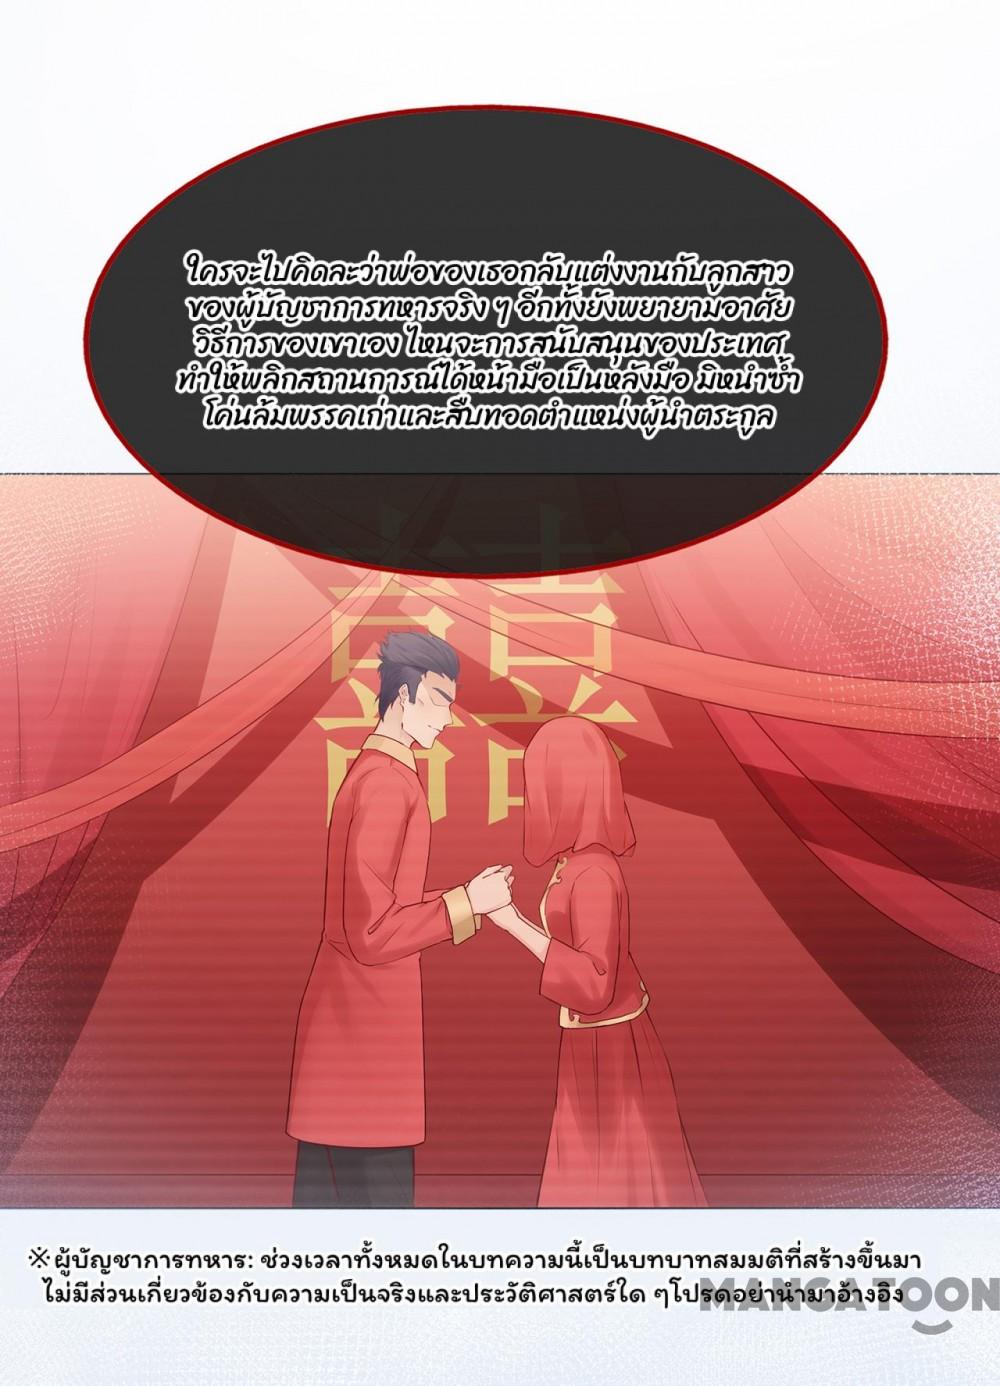 ใครจะไปคิดละว่าพ่อของเธอกลับแต่งงานกับลูกสาว
ของผู้บัญชาการทหารจริง ๆ อีกทั้งยังพยายามอาศัย
วิธีการของเขาเอง ไหนจะการสนับสนุนของประเทศ
ทำให้พลิกสถานการณ์ได้หน้ามือเป็นหลังมือ มิหนำซ้ำ
โค่นล้มพรรคเก่าและสืบทอดตำแหน่งผู้นำตระกูล
囍
※ผู้บัญชาการทหาร: ช่วงเวลาทั้งหมดในบทความนี้เป็นบทบาทสมมติที่สร้างขึ้นมา
ไม่มีส่วนเกี่ยวข้องกับความเป็นจริงและประวัติศาสตร์ใด ๆโปรดอย่านำมาอ้างอิง
MANGATOON